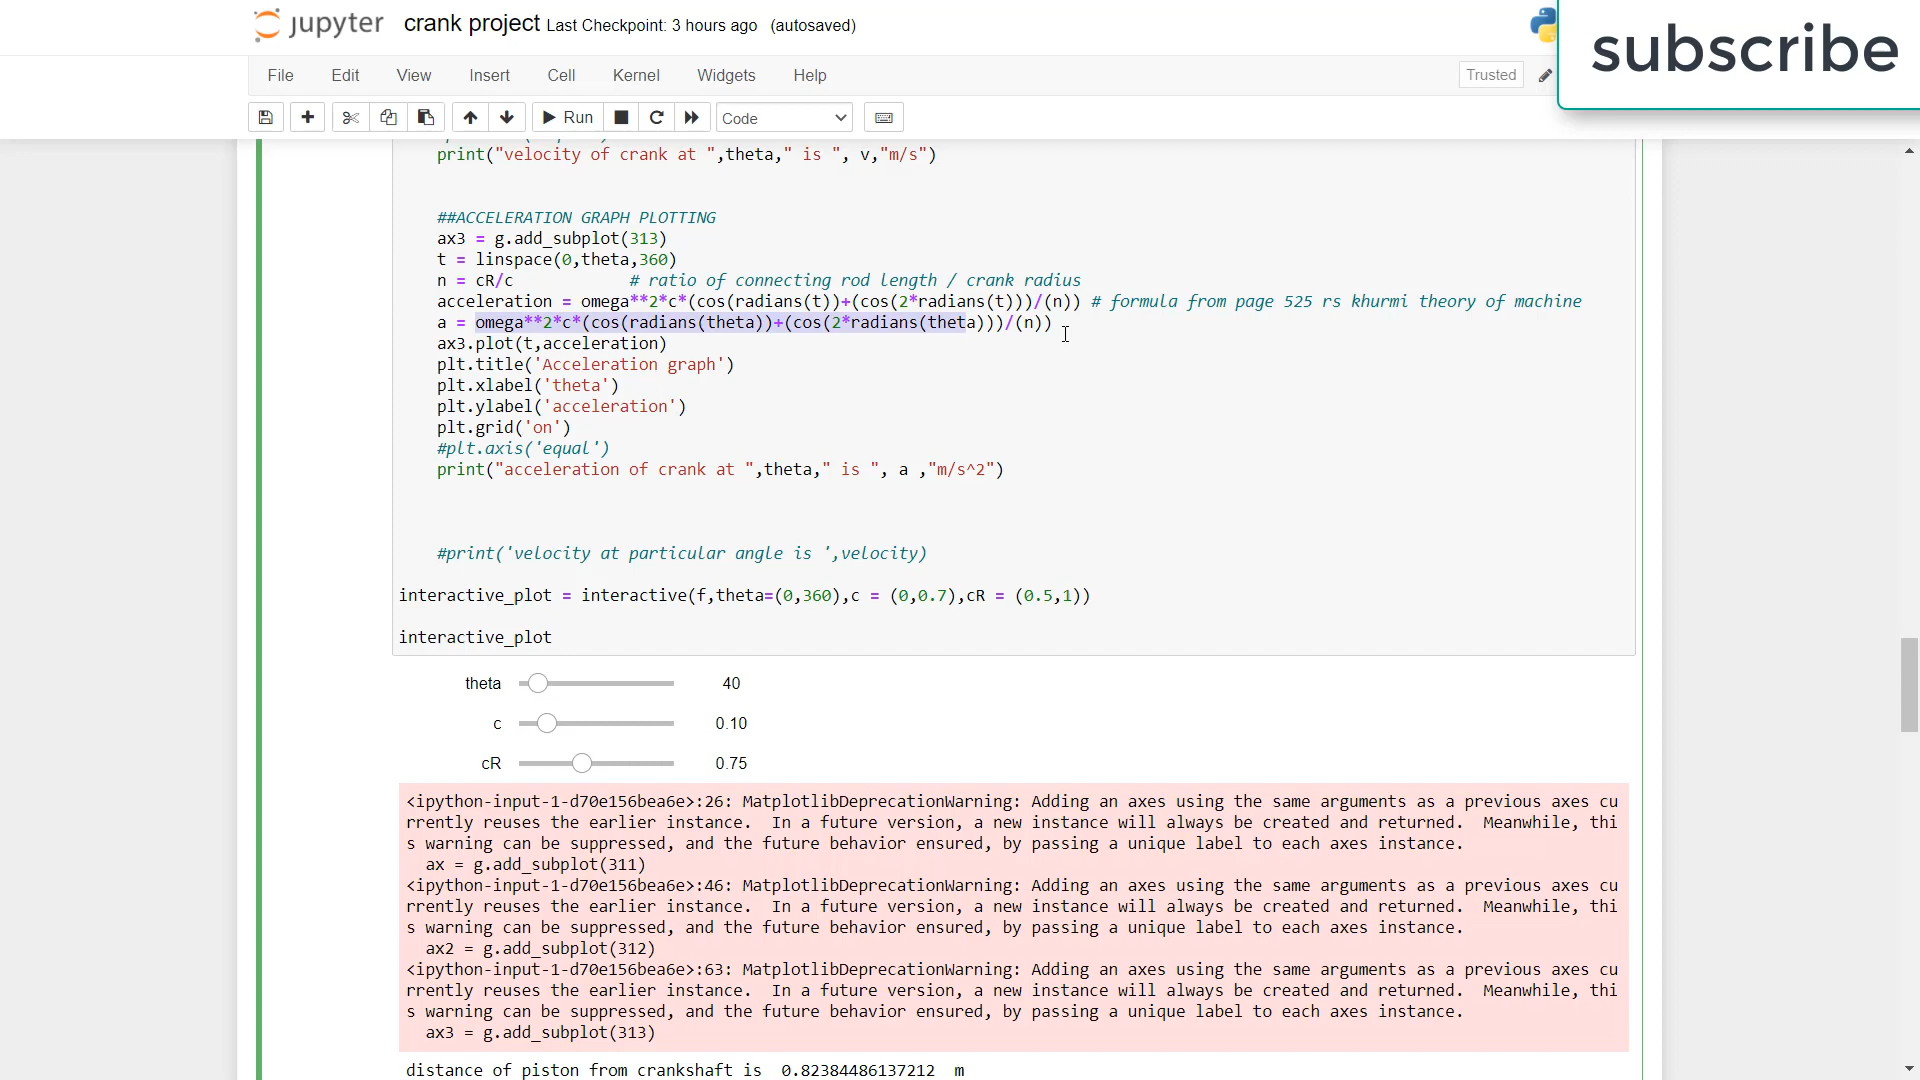 jupyter crank project Last Checkpoint: 3 hours ago (autosaved)
subscribe
File Edit View Insert Cell Kernel Widgets Help Trusted
Run Code
print("velocity of crank at ",theta," is ", v,"m/s")
##ACCELERATION GRAPH PLOTTING
ax3 = g.add_subplot(313)
t = linspace(0,theta,360)
n = cR/c # ratio of connecting rod length / crank radius
acceleration = omega**2*c*(cos(radians(t))+(cos(2*radians(t)))/(n)) # formula from page 525 rs khurmi theory of machine
a = omega**2*c*(cos(radians(theta))+(cos(2*radians(theta)))/(n))
ax3.plot(t,acceleration)
plt.title('Acceleration graph')
plt.xlabel('theta')
plt.ylabel('acceleration')
plt.grid('on')
#plt.axis('equal')
print("acceleration of crank at ",theta," is ", a ,"m/s^2")
#print('velocity at particular angle is ',velocity)
interactive_plot = interactive(f,theta=(0,360),c = (0,0.7),cR = (0.5,1))
interactive_plot
theta 40
c 0.10
cR 0.75
<ipython-input-1-d70e156bea6e>:26: MatplotlibDeprecationWarning: Adding an axes using the same arguments as a previous axes cu
rrently reuses the earlier instance.  In a future version, a new instance will always be created and returned.  Meanwhile, thi
s warning can be suppressed, and the future behavior ensured, by passing a unique label to each axes instance.
ax = g.add_subplot(311)
<ipython-input-1-d70e156bea6e>:46: MatplotlibDeprecationWarning: Adding an axes using the same arguments as a previous axes cu
rrently reuses the earlier instance.  In a future version, a new instance will always be created and returned.  Meanwhile, thi
s warning can be suppressed, and the future behavior ensured, by passing a unique label to each axes instance.
ax2 = g.add_subplot(312)
<ipython-input-1-d70e156bea6e>:63: MatplotlibDeprecationWarning: Adding an axes using the same arguments as a previous axes cu
rrently reuses the earlier instance.  In a future version, a new instance will always be created and returned.  Meanwhile, thi
s warning can be suppressed, and the future behavior ensured, by passing a unique label to each axes instance.
ax3 = g.add_subplot(313)
distance of piston from crankshaft is  0.82384486137212  m